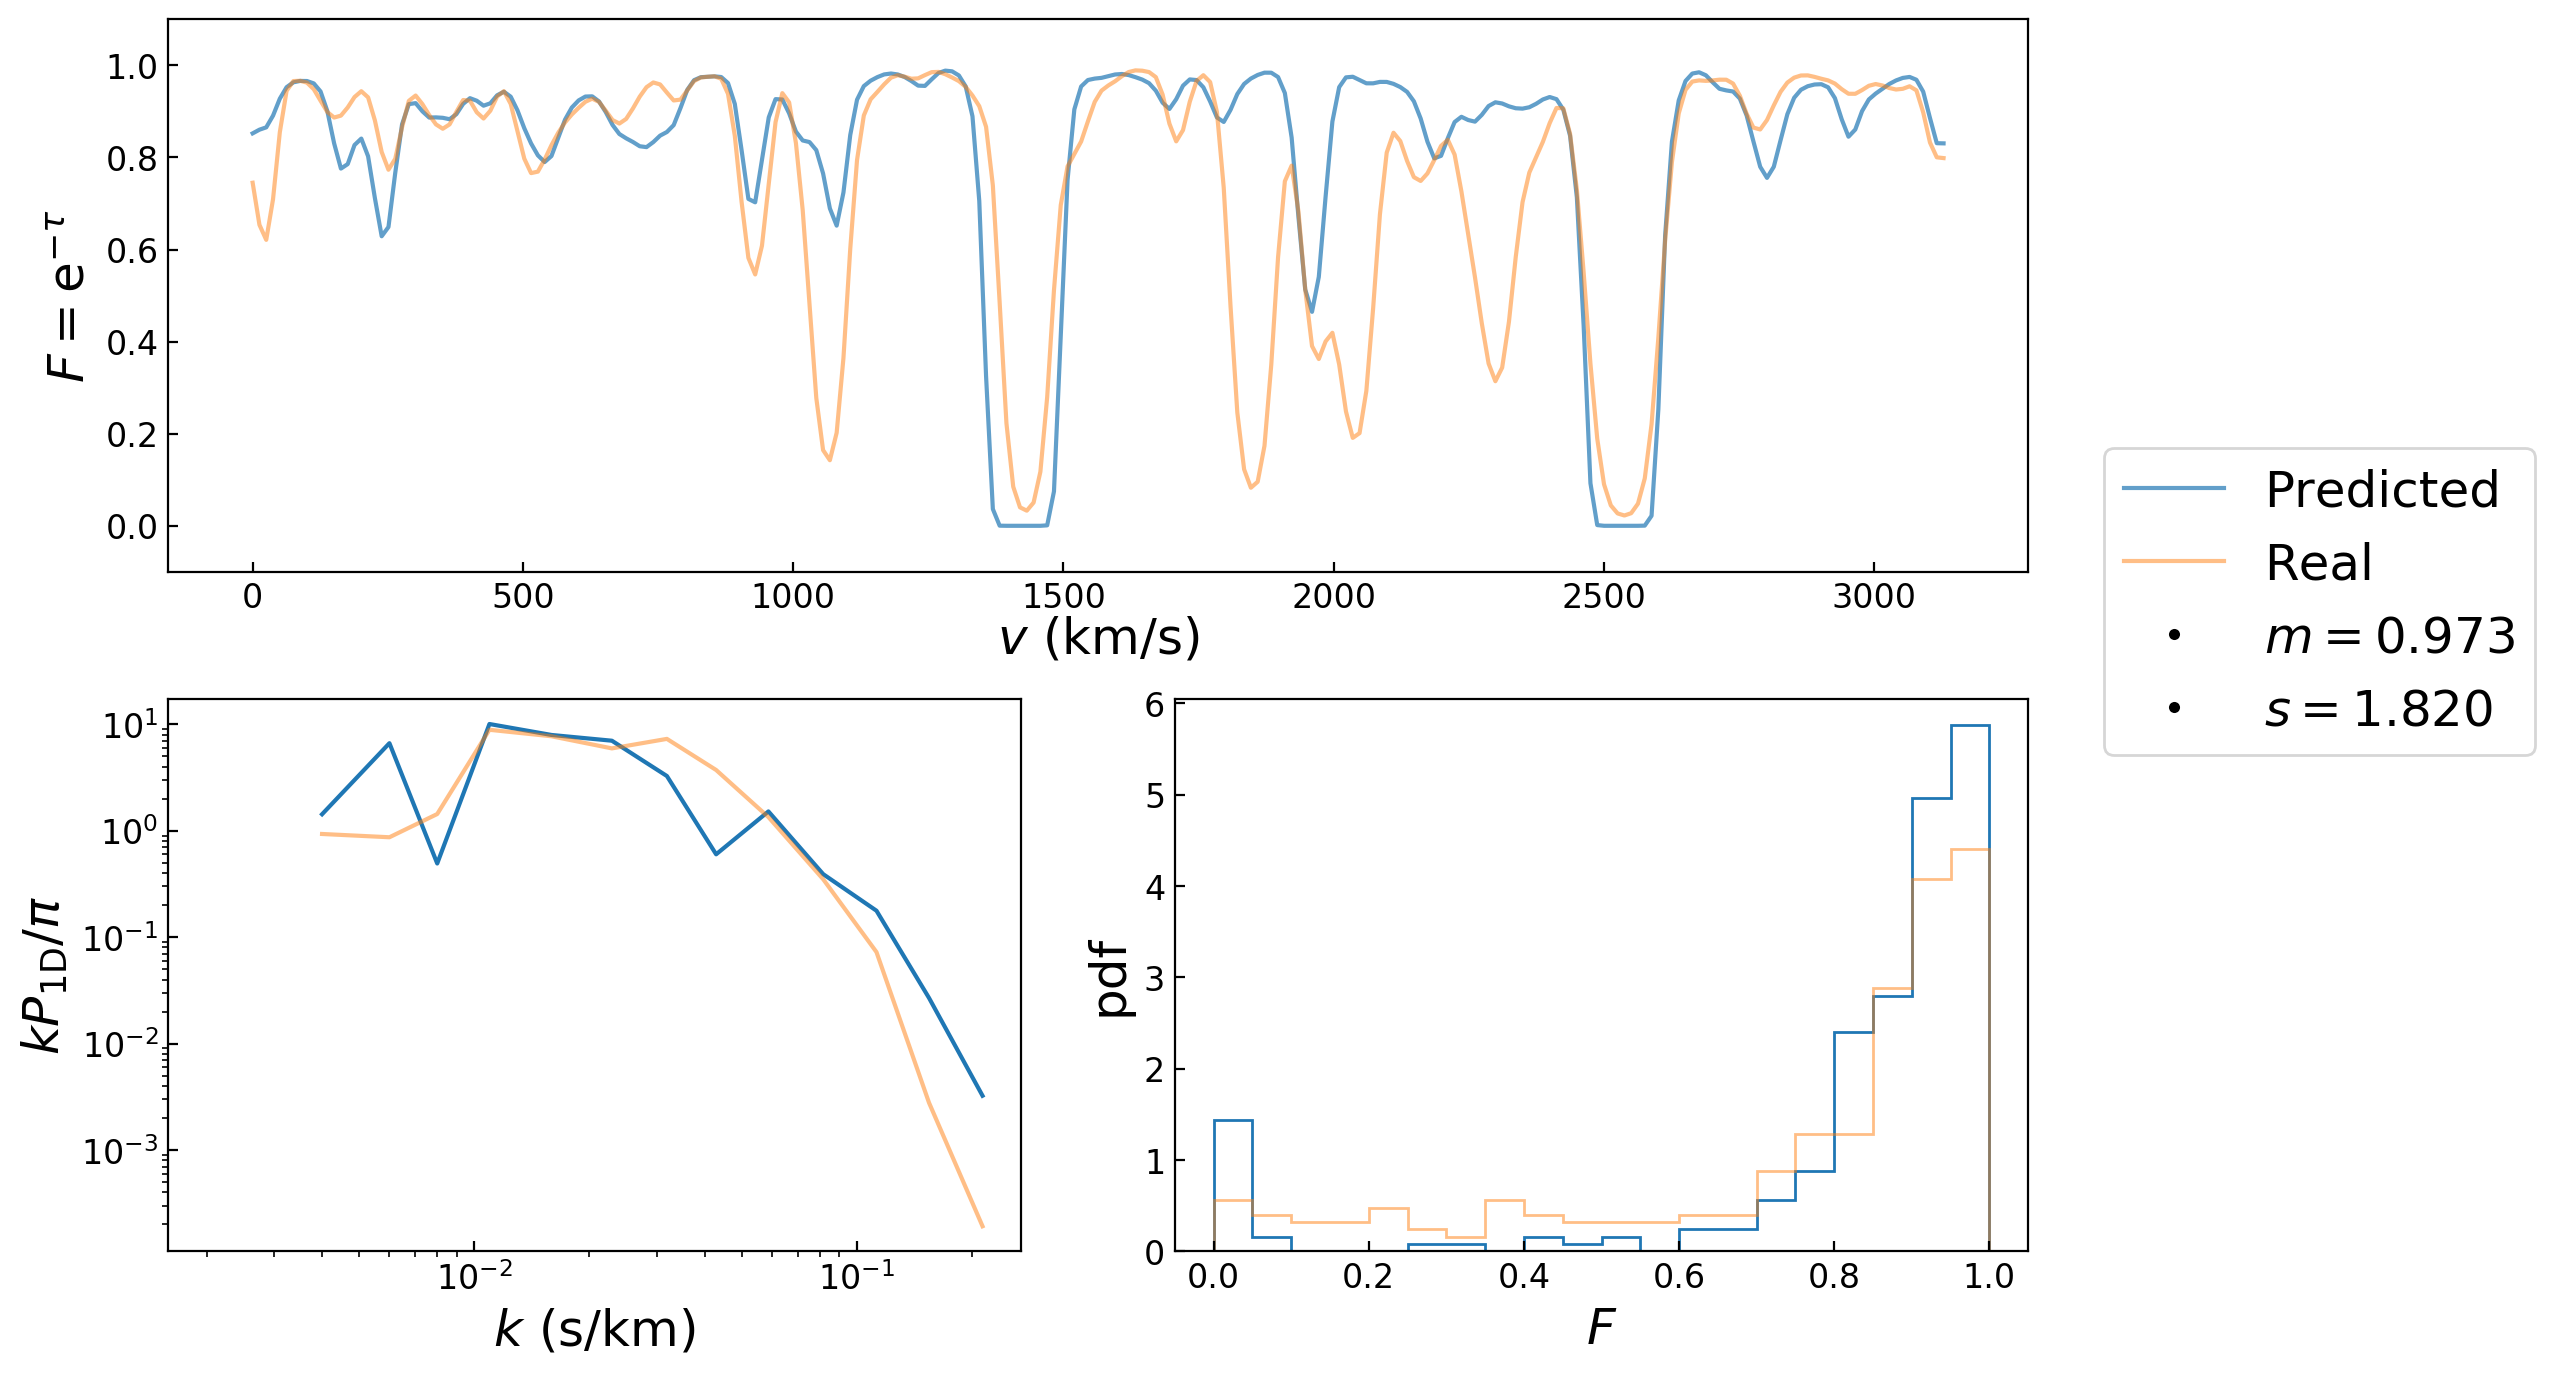 F = e^{-τ}
1.0
0.8
0.6
0.4
0.2
0.0
0 500 1000 1500 2000 2500 3000
v (km/s)
Predicted
Real
m = 0.973
s = 1.820
kP_{1D}/π
10^1
10^0
10^{-1}
10^{-2}
10^{-3}
10^{-2} 10^{-1}
k (s/km)
pdf
6
5
4
3
2
1
0
0.0 0.2 0.4 0.6 0.8 1.0
F